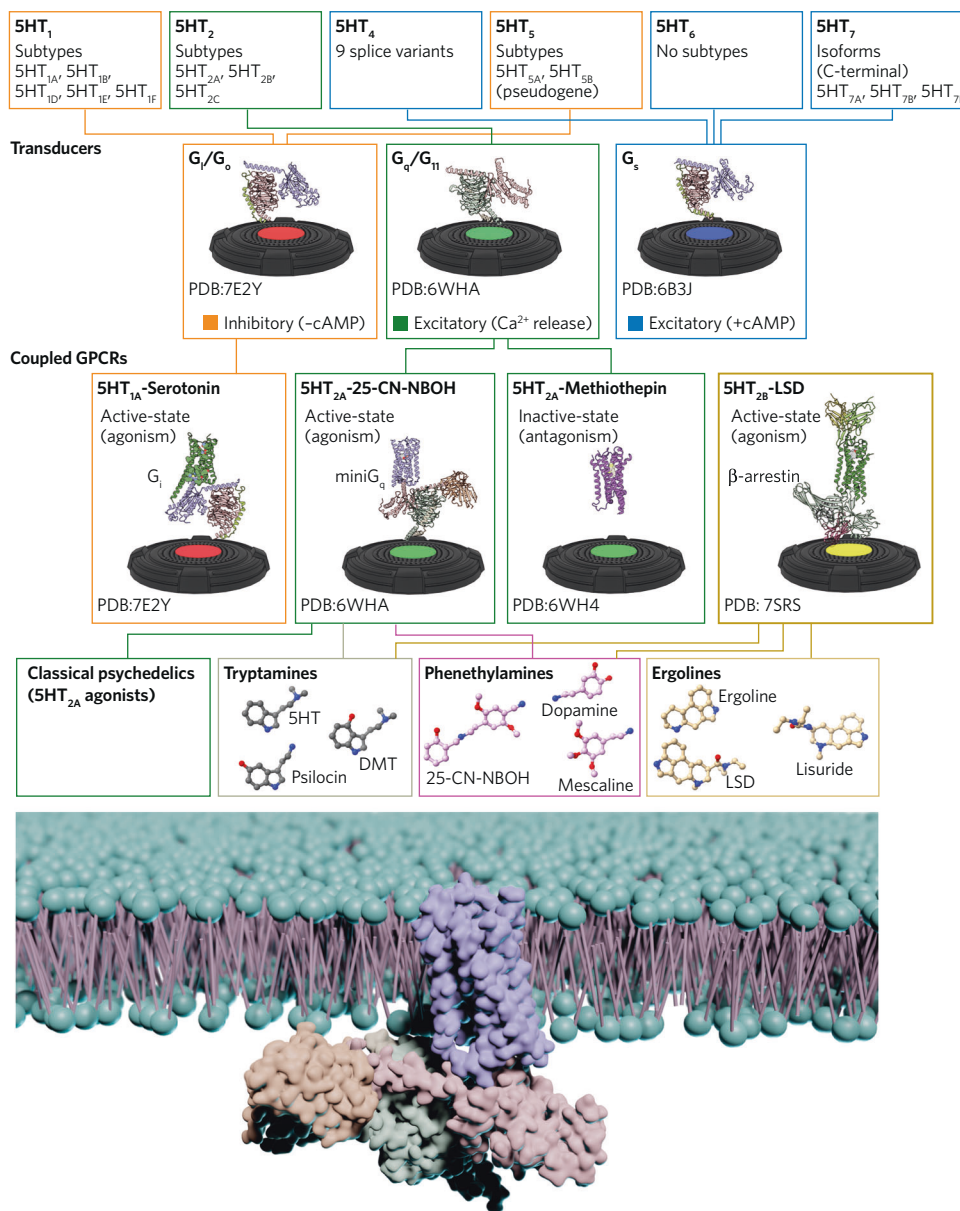 5HT₁
Subtypes
5HT₁A, 5HT₁B,
5HT₁D, 5HT₁E, 5HT₁F
5HT₂
Subtypes
5HT₂A, 5HT₂B,
5HT₂C
5HT₄
9 splice variants
5HT₅
Subtypes
5HT₅A, 5HT₅B
(pseudogene)
5HT₆
No subtypes
5HT₇
Isoforms
(C-terminal)
5HT₇A, 5HT₇B, 5HT₇
Transducers
Gᵢ/Gₒ
PDB:7E2Y
Inhibitory (–cAMP)
Gq/G₁₁
PDB:6WHA
Excitatory (Ca²⁺ release)
Gₛ
PDB:6B3J
Excitatory (+cAMP)
Coupled GPCRs
5HT₁A-Serotonin
Active-state
(agonism)
Gᵢ
PDB:7E2Y
5HT₂A-25-CN-NBOH
Active-state
(agonism)
miniGq
PDB:6WHA
5HT₂A-Methiothepin
Inactive-state
(antagonism)
PDB:6WH4
5HT₂B-LSD
Active-state
(agonism)
β-arrestin
PDB: 7SRS
Classical psychedelics
(5HT₂A agonists)
Tryptamines
5HT
DMT
Psilocin
Phenethylamines
Dopamine
25-CN-NBOH
Mescaline
Ergolines
Ergoline
Lisuride
LSD